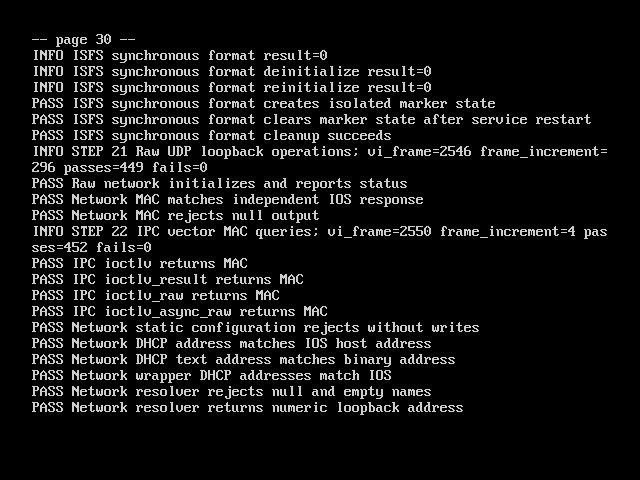 -- page 30 --
INFO ISFS synchronous format result=0
INFO ISFS synchronous format deinitialize result=0
INFO ISFS synchronous format reinitialize result=0
PASS ISFS synchronous format creates isolated marker state
PASS ISFS synchronous format clears marker state after service restart
PASS ISFS synchronous format cleanup succeeds
INFO STEP 21 Raw UDP loopback operations; vi_frame=2546 frame_increment=
296 passes=449 fails=0
PASS Raw network initializes and reports status
PASS Network MAC matches independent IOS response
PASS Network MAC rejects null output
INFO STEP 22 IPC vector MAC queries; vi_frame=2550 frame_increment=4 pas
ses=452 fails=0
PASS IPC ioctlv returns MAC
PASS IPC ioctlv_result returns MAC
PASS IPC ioctlv_raw returns MAC
PASS IPC ioctlv_async_raw returns MAC
PASS Network static configuration rejects without writes
PASS Network DHCP address matches IOS host address
PASS Network DHCP text address matches binary address
PASS Network wrapper DHCP addresses match IOS
PASS Network resolver rejects null and empty names
PASS Network resolver returns numeric loopback address